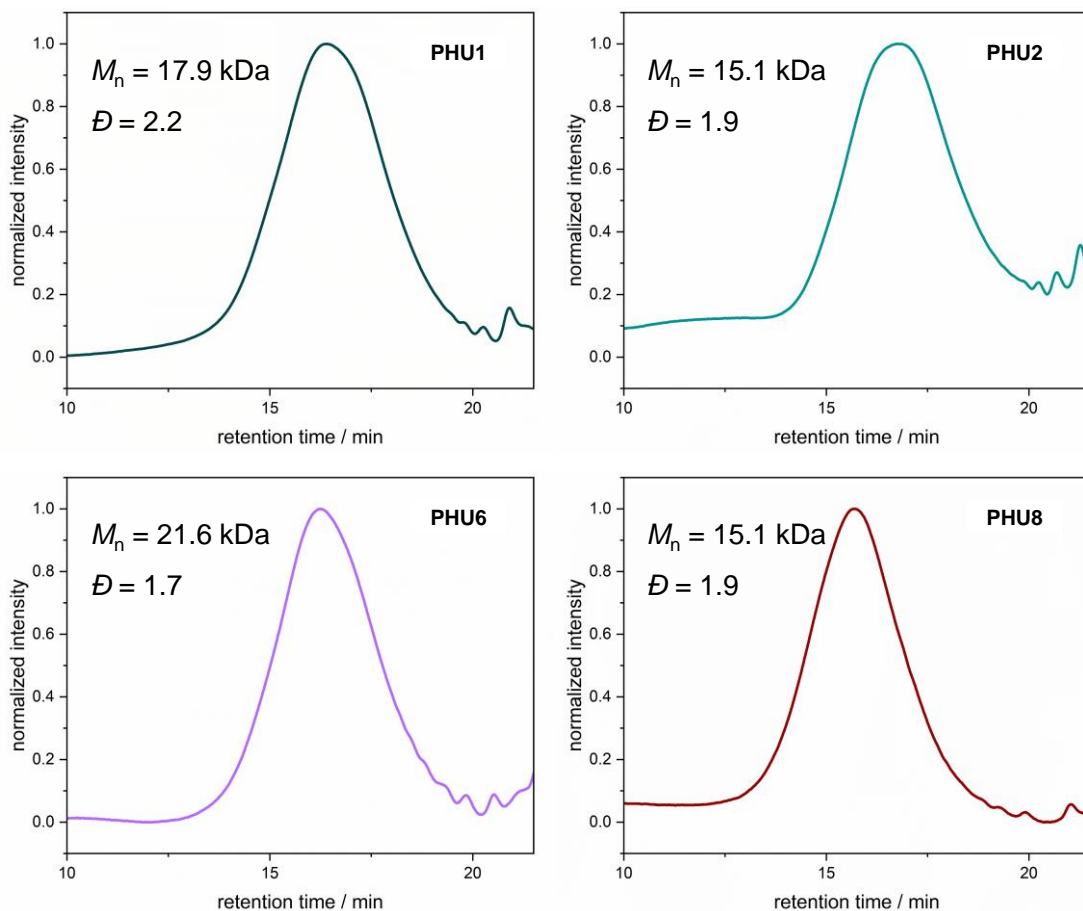 PHU1
Mn = 17.9 kDa
Đ = 2.2
1.0
0.8
0.6
0.4
0.2
0.0
normalized intensity
10
15
20
retention time / min
PHU2
Mn = 15.1 kDa
Đ = 1.9
1.0
0.8
0.6
0.4
0.2
0.0
normalized intensity
10
15
20
retention time / min
PHU6
Mn = 21.6 kDa
Đ = 1.7
1.0
0.8
0.6
0.4
0.2
0.0
normalized intensity
10
15
20
retention time / min
PHU8
Mn = 15.1 kDa
Đ = 1.9
1.0
0.8
0.6
0.4
0.2
0.0
normalized intensity
10
15
20
retention time / min